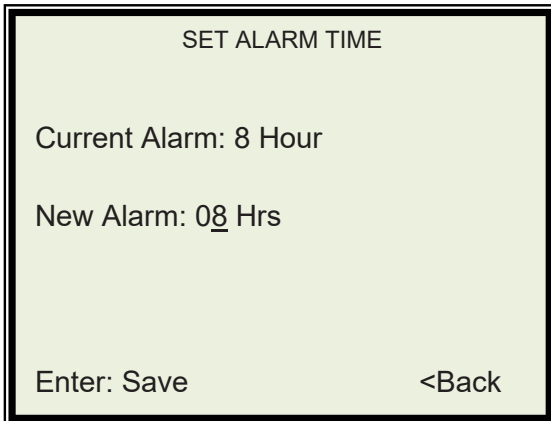 SET ALARM TIME
Current Alarm: 8 Hour
New Alarm: 08 Hrs
Enter: Save <Back